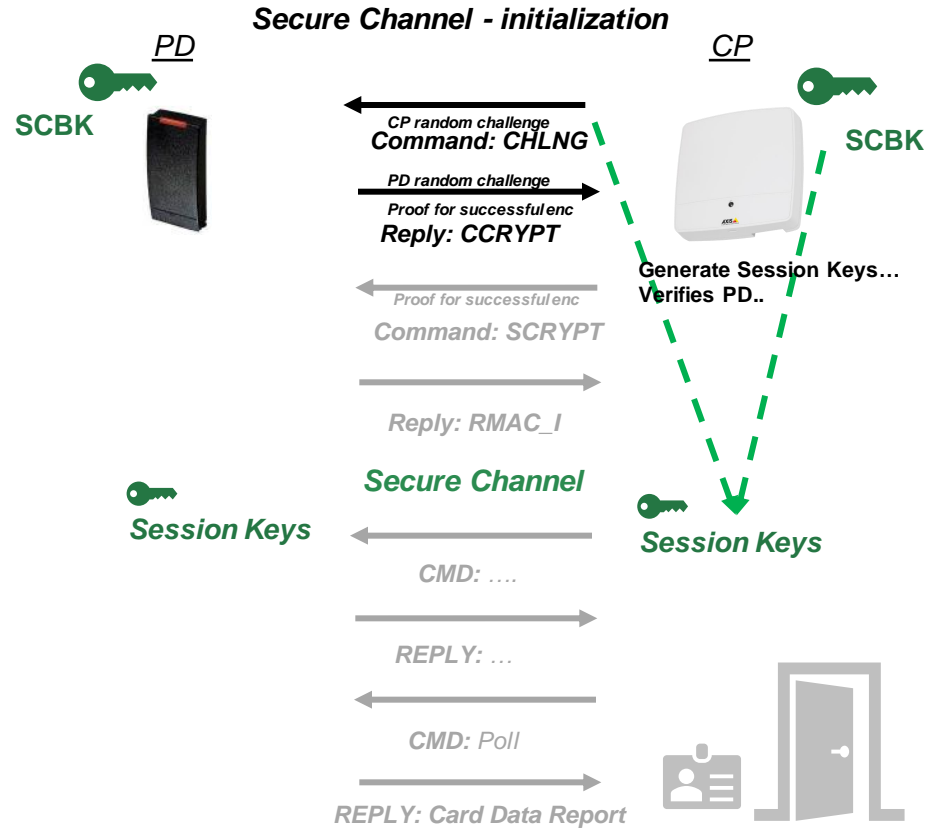 Secure Channel - initialization
PD
CP
SCBK
SCBK
CP random challenge
Command: CHLNG
PD random challenge
Proof for successful enc
Reply: CCRYPT
Generate Session Keys…
Verifies PD..
Proof for successful enc
Command: SCRYPT
Reply: RMAC_I
Secure Channel
Session Keys
Session Keys
CMD: ….
REPLY: …
CMD: Poll
REPLY: Card Data Report
AXIS